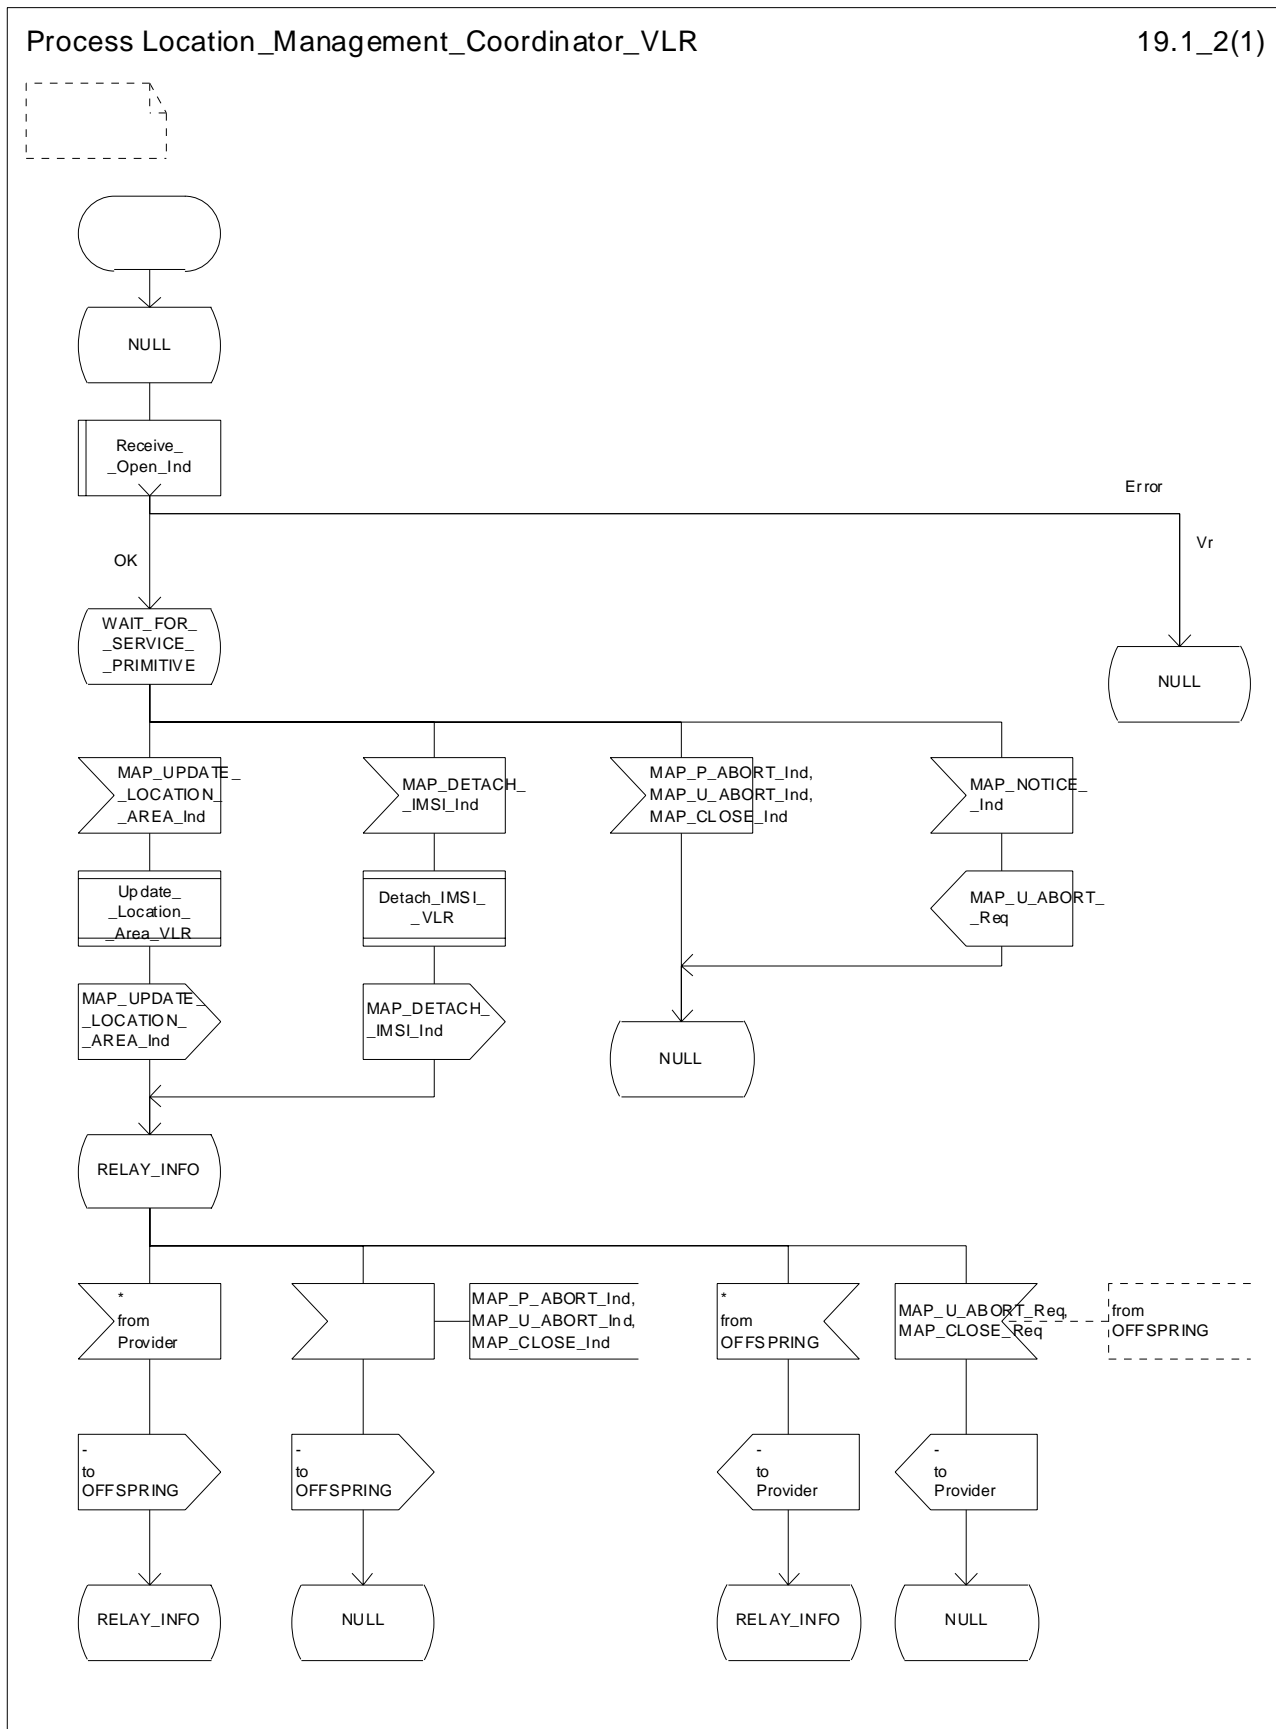 Process Location_Management_Coordinator_VLR
19.1_2(1)
NULL
Receive_
_Open_Ind
Error
Vr
OK
WAIT_FOR_
_SERVICE_
_PRIMITIVE
NULL
MAP_UPDATE_
_LOCATION_
_AREA_Ind
MAP_DETACH_
_IMSI_Ind
MAP_P_ABORT_Ind,
MAP_U_ABORT_Ind,
MAP_CLOSE_Ind
MAP_NOTICE_
_Ind
Update_
_Location_
_Area_VLR
Detach_IMSI_
_VLR
MAP_U_ABORT_
_Req
MAP_UPDATE_
_LOCATION_
_AREA_Ind
MAP_DETACH_
_IMSI_Ind
NULL
RELAY_INFO
*
from
Provider
MAP_P_ABORT_Ind,
MAP_U_ABORT_Ind,
MAP_CLOSE_Ind
*
from
OFFSPRING
MAP_U_ABORT_Req,
MAP_CLOSE_Req
from
OFFSPRING
-
to
OFFSPRING
-
to
OFFSPRING
-
to
Provider
-
to
Provider
RELAY_INFO
NULL
RELAY_INFO
NULL